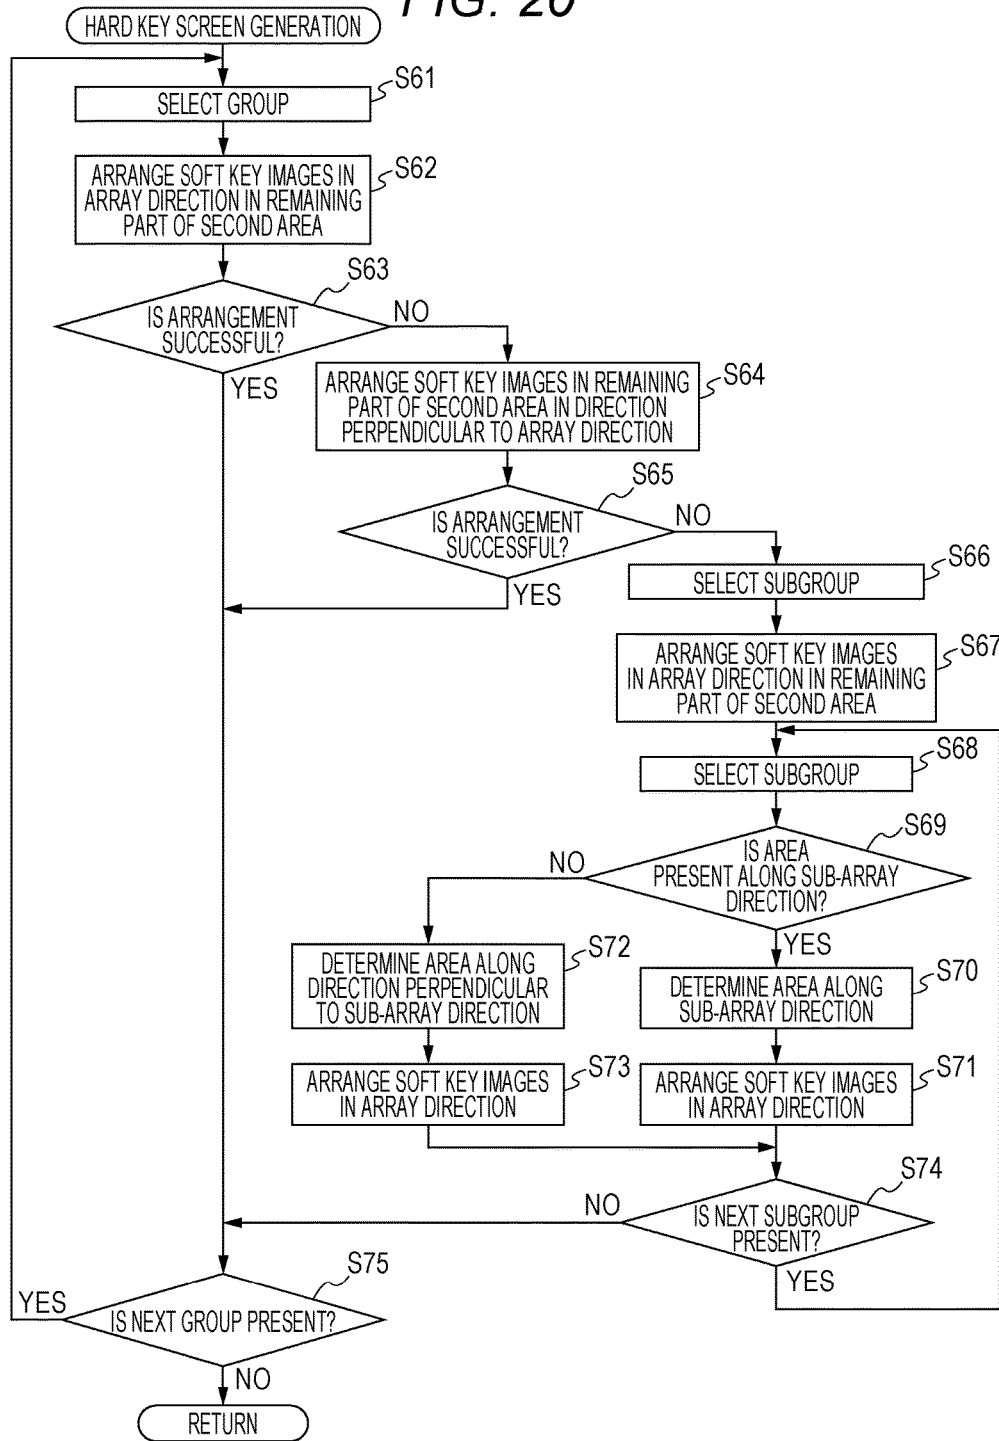 FIG. 20
HARD KEY SCREEN GENERATION
S61
SELECT GROUP
S62
ARRANGE SOFT KEY IMAGES IN
ARRAY DIRECTION IN REMAINING
PART OF SECOND AREA
S63
IS ARRANGEMENT
SUCCESSFUL?
NO
YES
S64
ARRANGE SOFT KEY IMAGES IN REMAINING
PART OF SECOND AREA IN DIRECTION
PERPENDICULAR TO ARRAY DIRECTION
S65
IS ARRANGEMENT
SUCCESSFUL?
NO
YES
S66
SELECT SUBGROUP
S67
ARRANGE SOFT KEY IMAGES
IN ARRAY DIRECTION IN REMAINING
PART OF SECOND AREA
S68
SELECT SUBGROUP
S69
IS AREA
PRESENT ALONG SUB-ARRAY
DIRECTION?
NO
YES
S72
DETERMINE AREA ALONG
DIRECTION PERPENDICULAR
TO SUB-ARRAY DIRECTION
S70
DETERMINE AREA ALONG
SUB-ARRAY DIRECTION
S73
ARRANGE SOFT KEY IMAGES
IN ARRAY DIRECTION
S71
ARRANGE SOFT KEY IMAGES
IN ARRAY DIRECTION
S74
IS NEXT SUBGROUP
PRESENT?
NO
YES
S75
IS NEXT GROUP PRESENT?
YES
NO
RETURN